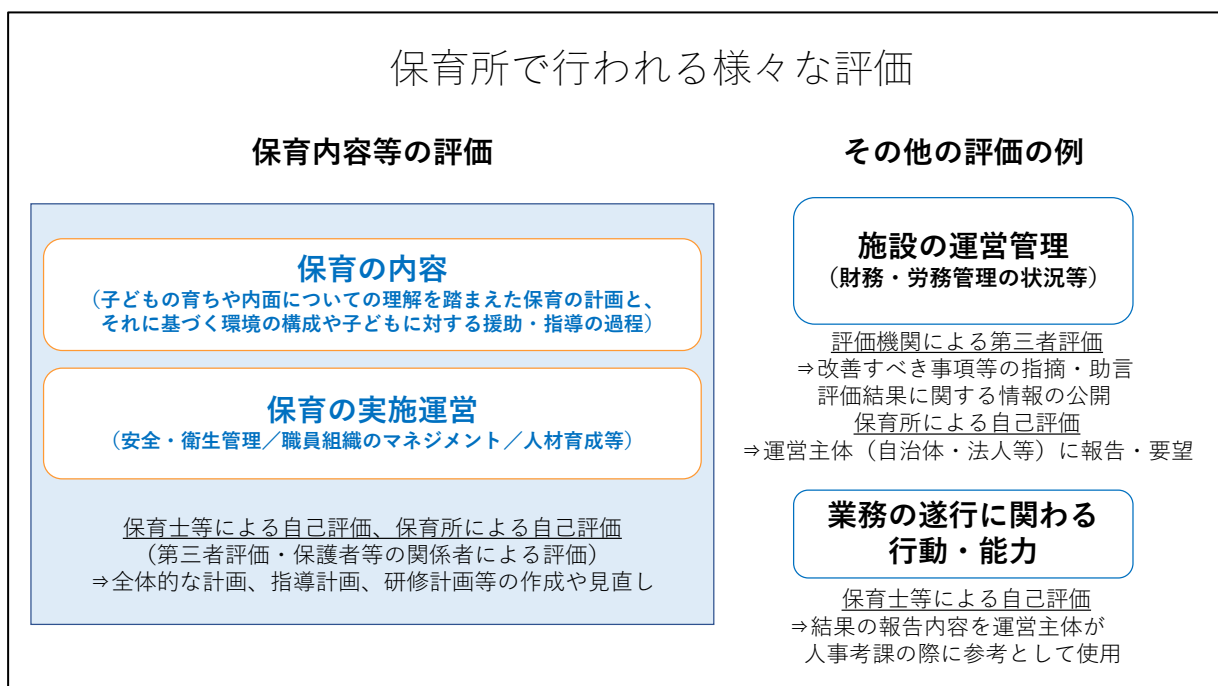 保育所で行われる様々な評価
保育内容等の評価
保育の内容
（子どもの育ちや内面についての理解を踏まえた保育の計画と、
それに基づく環境の構成や子どもに対する援助・指導の過程）
保育の実施運営
（安全・衛生管理／職員組織のマネジメント／人材育成等）
保育士等による自己評価、保育所による自己評価
（第三者評価・保護者等の関係者による評価）
⇒全体的な計画、指導計画、研修計画等の作成や見直し
その他の評価の例
施設の運営管理
（財務・労務管理の状況等）
評価機関による第三者評価
⇒改善すべき事項等の指摘・助言
評価結果に関する情報の公開
保育所による自己評価
⇒運営主体（自治体・法人等）に報告・要望
業務の遂行に関わる
行動・能力
保育士等による自己評価
⇒結果の報告内容を運営主体が
人事考課の際に参考として使用